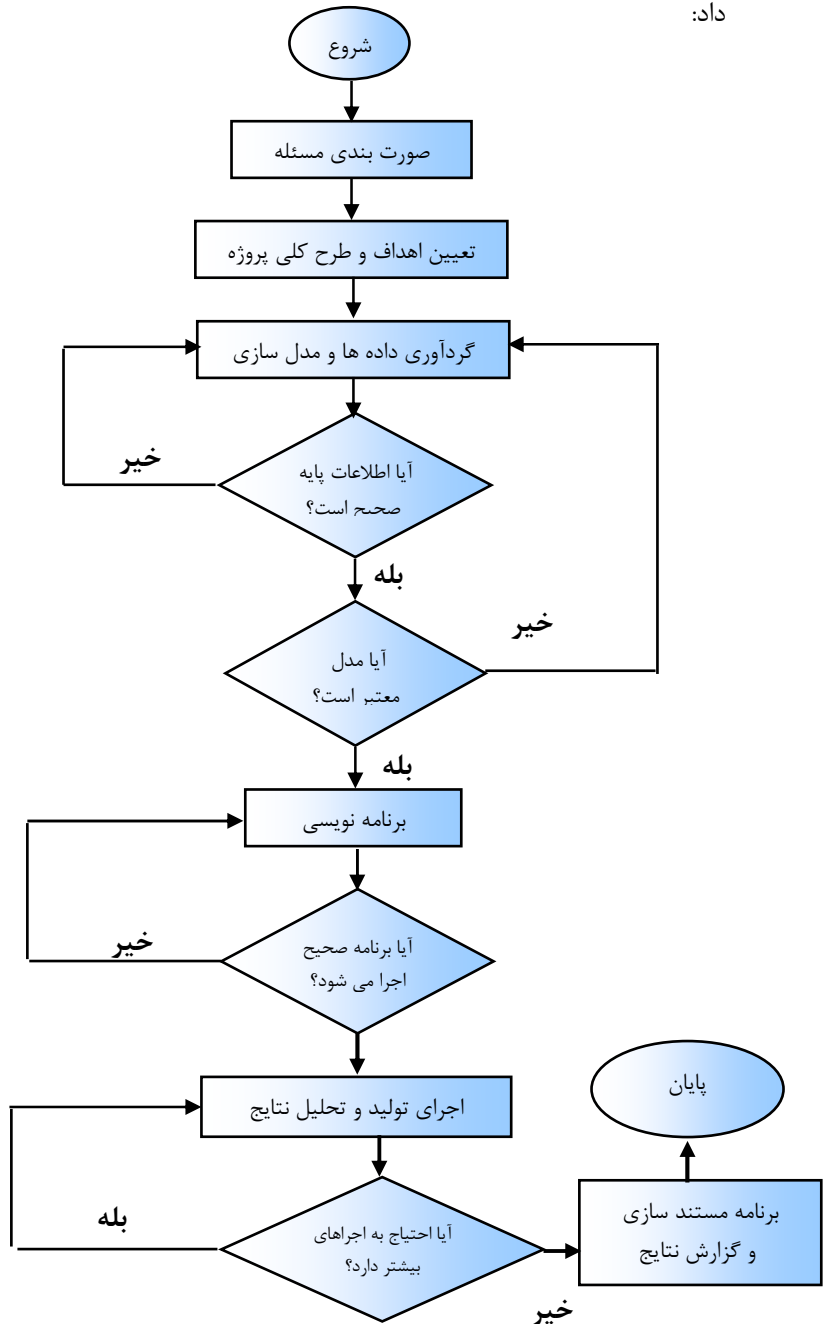 داد:
شروع
صورت بندی مسئله
تعیین اهداف و طرح کلی پروژه
گردآوری داده ها و مدل سازی
خیر
آیا اطلاعات پایه
صحیح است؟
بله
آیا مدل
معتبر است؟
خیر
بله
برنامه نویسی
خیر
آیا برنامه صحیح
اجرا می شود؟
پایان
اجرای تولید و تحلیل نتایج
برنامه مستند سازی
و گزارش نتایج
بله
آیا احتیاج به اجراهای
بیشتر دارد؟
خیر